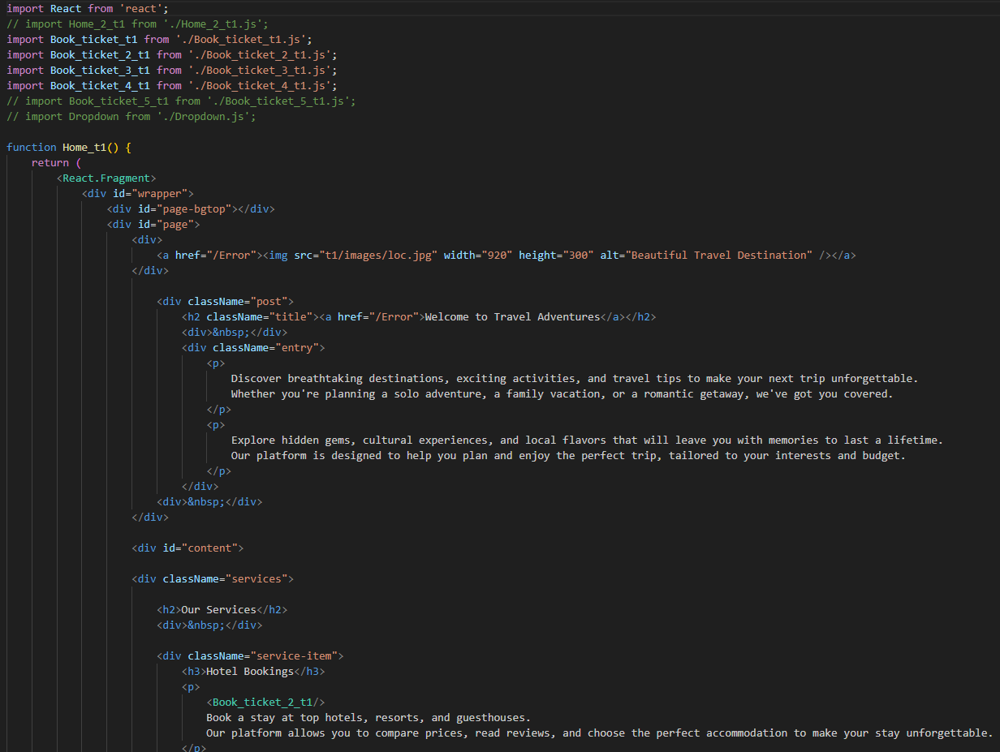 import React from 'react';
// import Home_2_t1 from './Home_2_t1.js';
import Book_ticket_t1 from './Book_ticket_t1.js';
import Book_ticket_2_t1 from './Book_ticket_2_t1.js';
import Book_ticket_3_t1 from './Book_ticket_3_t1.js';
import Book_ticket_4_t1 from './Book_ticket_4_t1.js';
// import Book_ticket_5_t1 from './Book_ticket_5_t1.js';
// import Dropdown from './Dropdown.js';

function Home_t1() {
    return (
        <React.Fragment>
            <div id="wrapper">
                <div id="page-bgtop"></div>
                <div id="page">
                    <div>
                        <a href="/Error"><img src="t1/images/loc.jpg" width="920" height="300" alt="Beautiful Travel Destination" /></a>
                    </div>

                        <div className="post">
                            <h2 className="title"><a href="/Error">Welcome to Travel Adventures</a></h2>
                            <div>&nbsp;</div>
                            <div className="entry">
                                <p>
                                    Discover breathtaking destinations, exciting activities, and travel tips to make your next trip unforgettable.
                                    Whether you're planning a solo adventure, a family vacation, or a romantic getaway, we've got you covered.
                                </p>
                                <p>
                                    Explore hidden gems, cultural experiences, and local flavors that will leave you with memories to last a lifetime.
                                    Our platform is designed to help you plan and enjoy the perfect trip, tailored to your interests and budget.
                                </p>
                            </div>
                        <div>&nbsp;</div>
                    </div>

                    <div id="content">

                    <div className="services">

                        <h2>Our Services</h2>
                        <div>&nbsp;</div>

                        <div className="service-item">
                            <h3>Hotel Bookings</h3>
                            <p>
                                <Book_ticket_2_t1/>
                                Book a stay at top hotels, resorts, and guesthouses.
                                Our platform allows you to compare prices, read reviews, and choose the perfect accommodation to make your stay unforgettable.
                            </p>